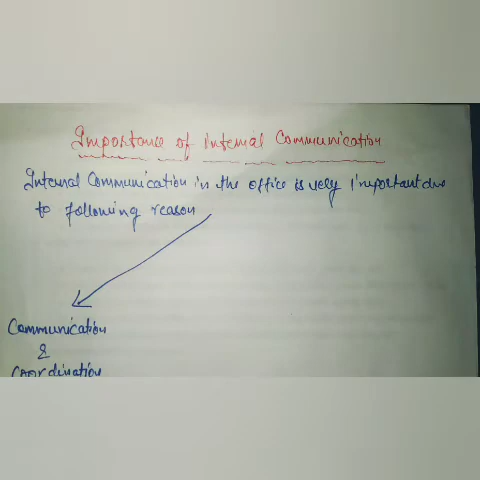 Importance of internal Communication
Internal Communication in the office is very important due
to following reason
Communication
&
Coordination